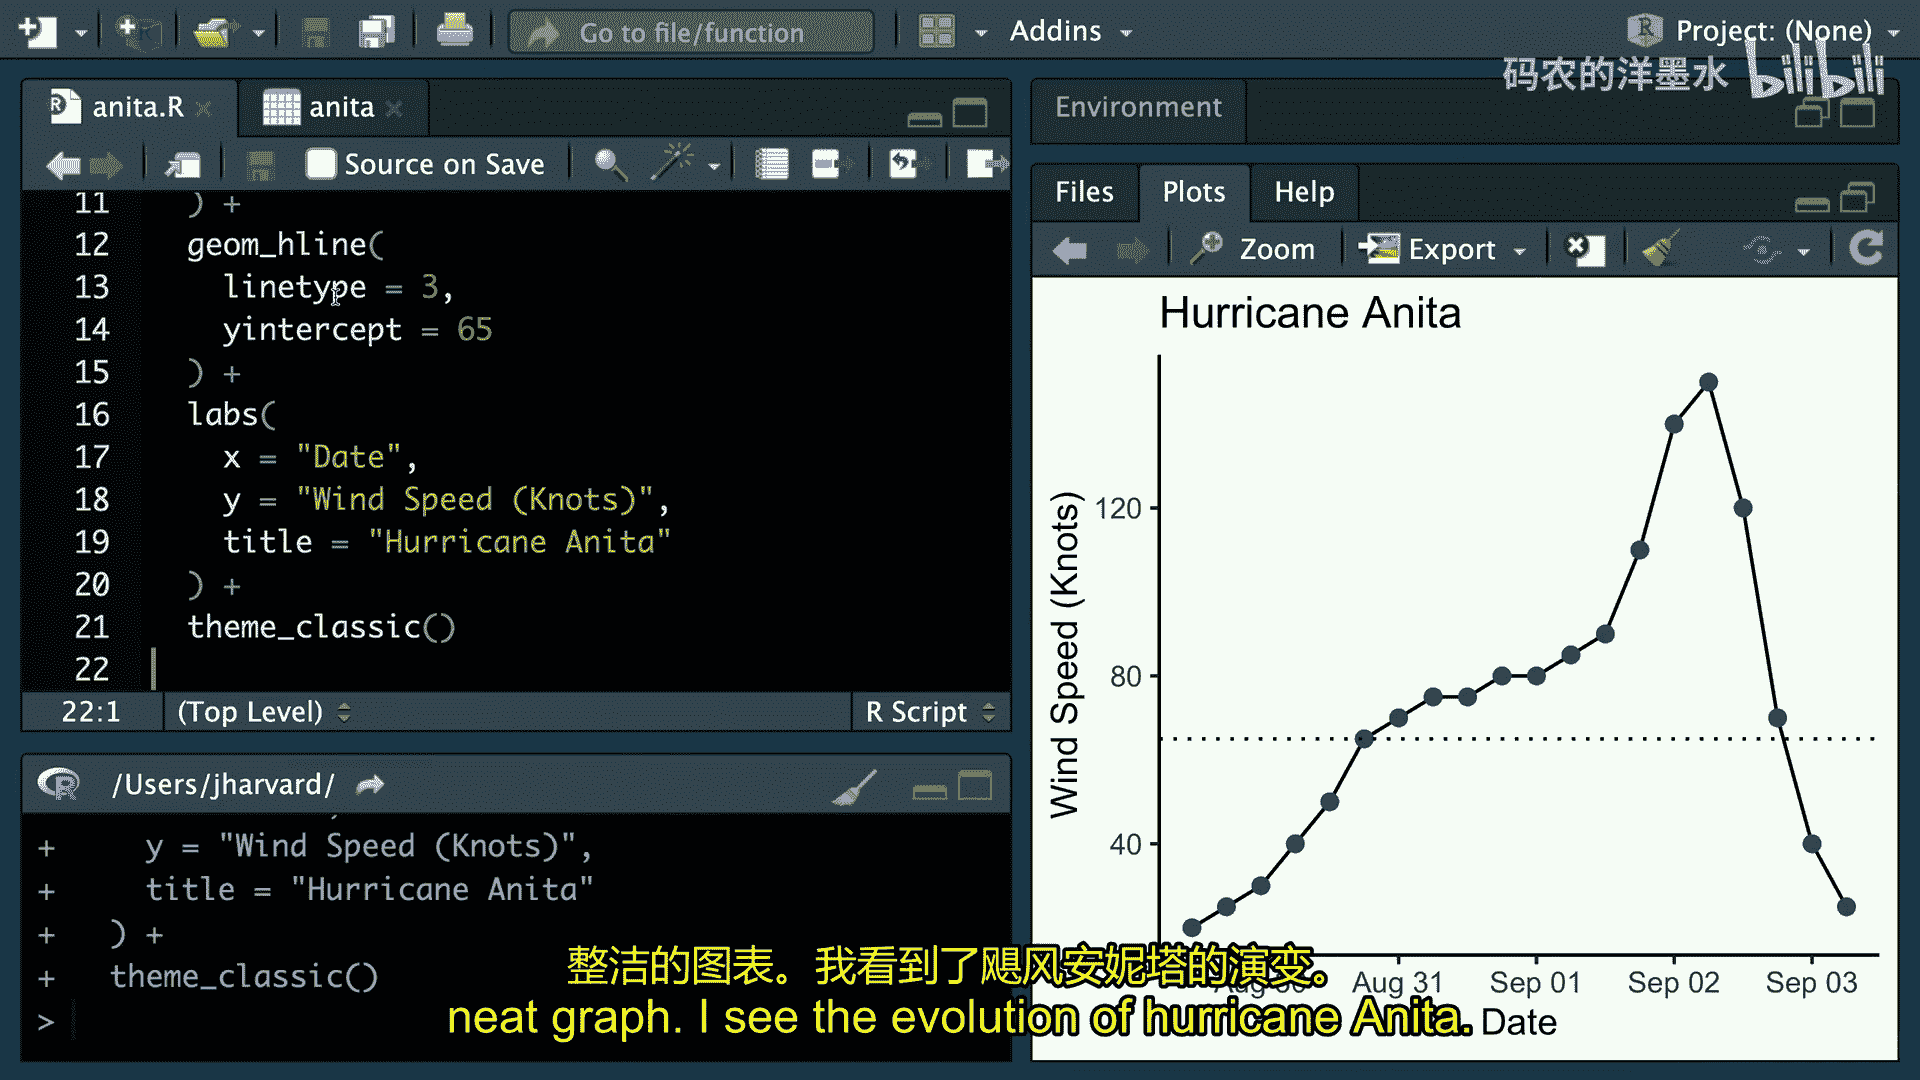 Go to file/function
Addins
Project: (None)
码农的洋墨水 bilibili
anita.R
anita
Source on Save
11 ) +
12 geom_hline(
13 linetype = 3,
14 yintercept = 65
15 ) +
16 labs(
17 x = "Date",
18 y = "Wind Speed (Knots)",
19 title = "Hurricane Anita"
20 ) +
21 theme_classic()
22
22:1 (Top Level) R Script
/Users/jharvard/
+ y = "Wind Speed (Knots)",
+ title = "Hurricane Anita"
+ ) +
+ theme_classic()
>
Environment
Files Plots Help
Zoom Export
Hurricane Anita
Wind Speed (Knots)
120
80
40
Aug 31 Sep 01 Sep 02 Sep 03
Date
整洁的图表。我看到了飓风安妮塔的演变。
neat graph. I see the evolution of hurricane Anita.